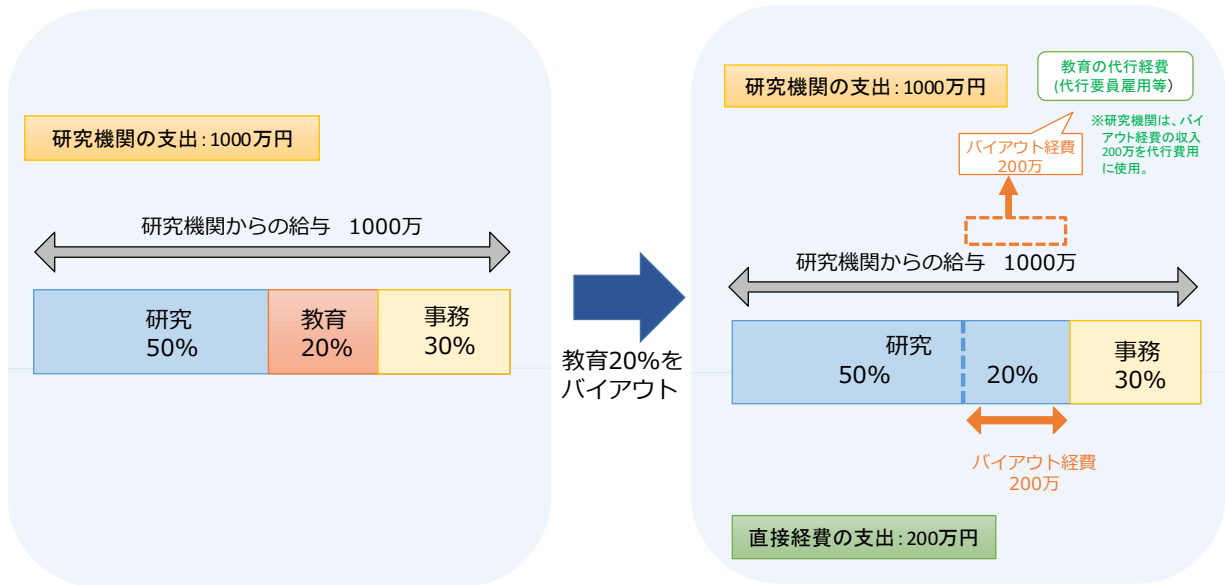 研究機関の支出：1000万円
研究機関からの給与　1000万
研究
50%
教育
20%
事務
30%
教育20%を
バイアウト
研究機関の支出：1000万円
教育の代行経費
(代行要員雇用等)
※研究機関は、バイ
アウト経費の収入
200万を代行費用
に使用。
バイアウト経費
200万
研究機関からの給与　1000万
研究
50%
20%
事務
30%
バイアウト経費
200万
直接経費の支出：200万円